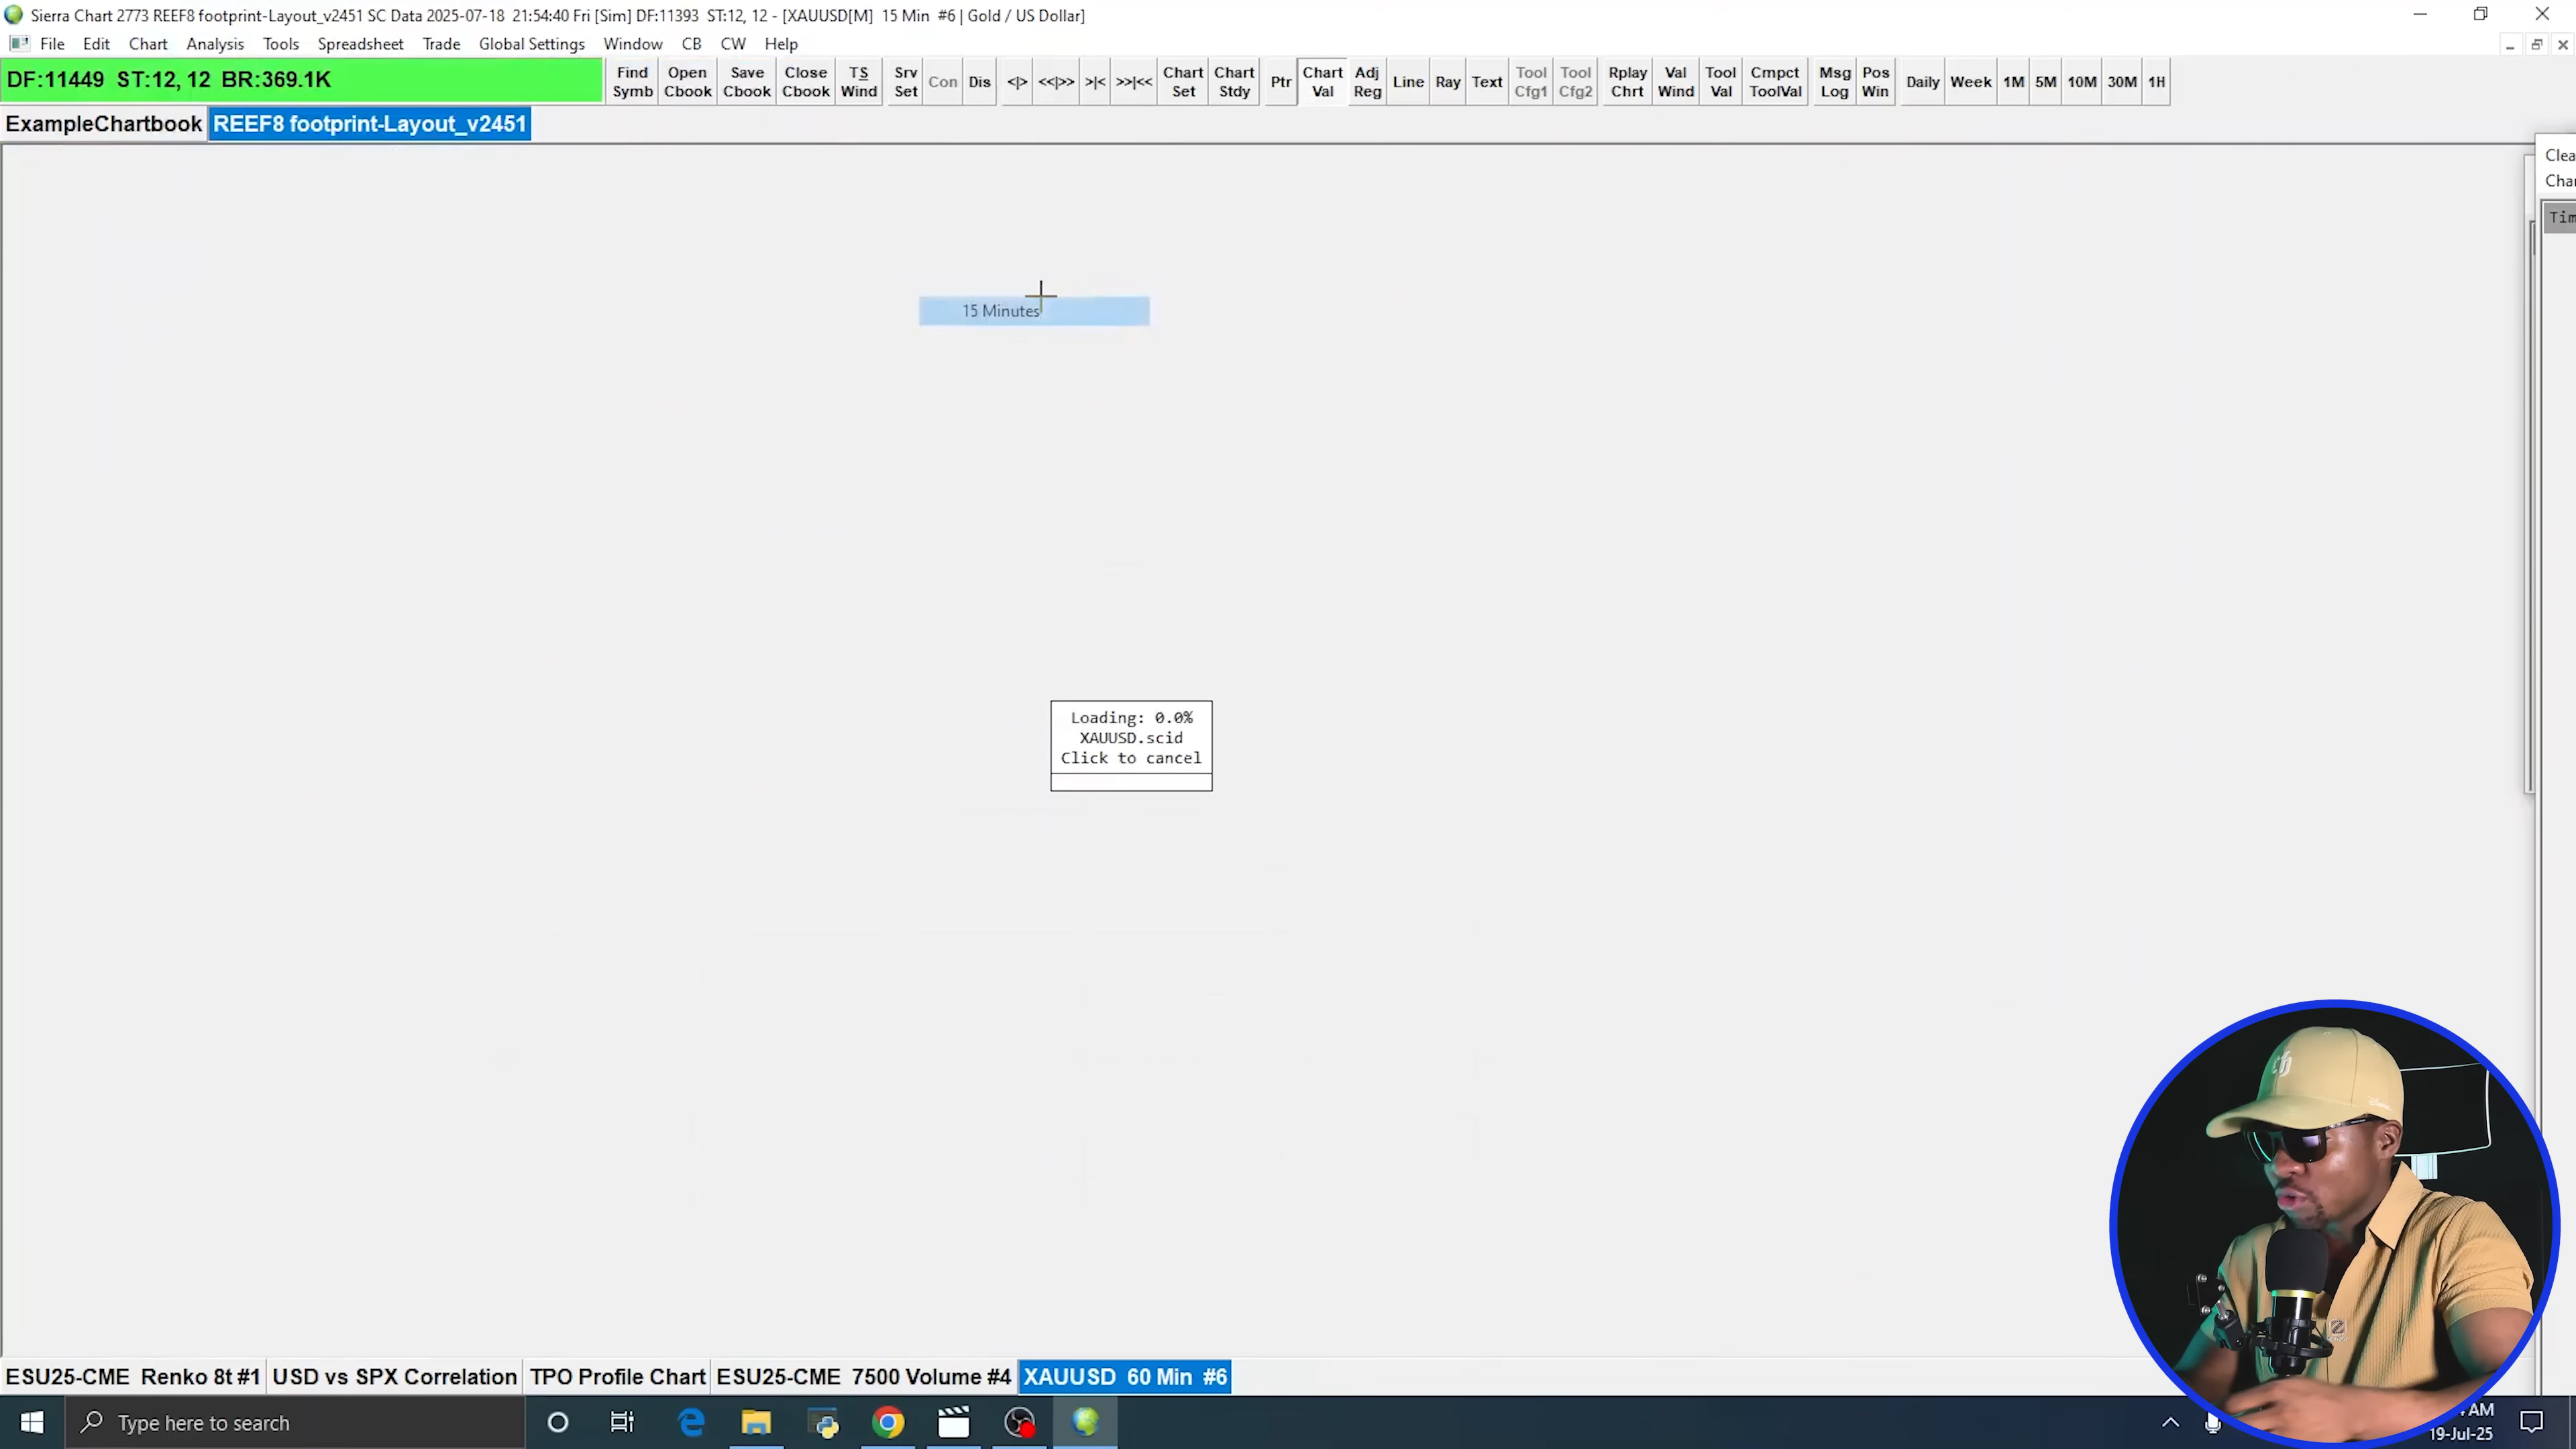 Sierra Chart 2773 REEF8 footprint-Layout_v2451 SC Data 2025-07-18 21:54:40 Fri [Sim] DF:11393 ST:12, 12 - [XAUUSD[M] 15 Min #6 | Gold / US Dollar]
File Edit Chart Analysis Tools Spreadsheet Trade Global Settings Window CB CW Help
DF:11449 ST:12, 12 BR:369.1K
Find Symb
Open Cbook
Save Cbook
Close Cbook
TS Wind
Srv Set
Con
Dis
<|>
<<|>>
>|<
>>|<<
Chart Set
Chart Stdy
Ptr
Chart Val
Adj Reg
Line
Ray
Text
Tool Cfg1
Tool Cfg2
Rplay Chrt
Val Wind
Tool Val
Cmpct ToolVal
Msg Log
Pos Win
Daily
Week
1M
5M
10M
30M
1H
ExampleChartbook
REEF8 footprint-Layout_v2451
Clea
Char
Tim
15 Minutes
Loading: 0.0%
XAUUSD.scid
Click to cancel
ESU25-CME Renko 8t #1
USD vs SPX Correlation
TPO Profile Chart
ESU25-CME 7500 Volume #4
XAUUSD 60 Min #6
Type here to search
AM
19-Jul-25